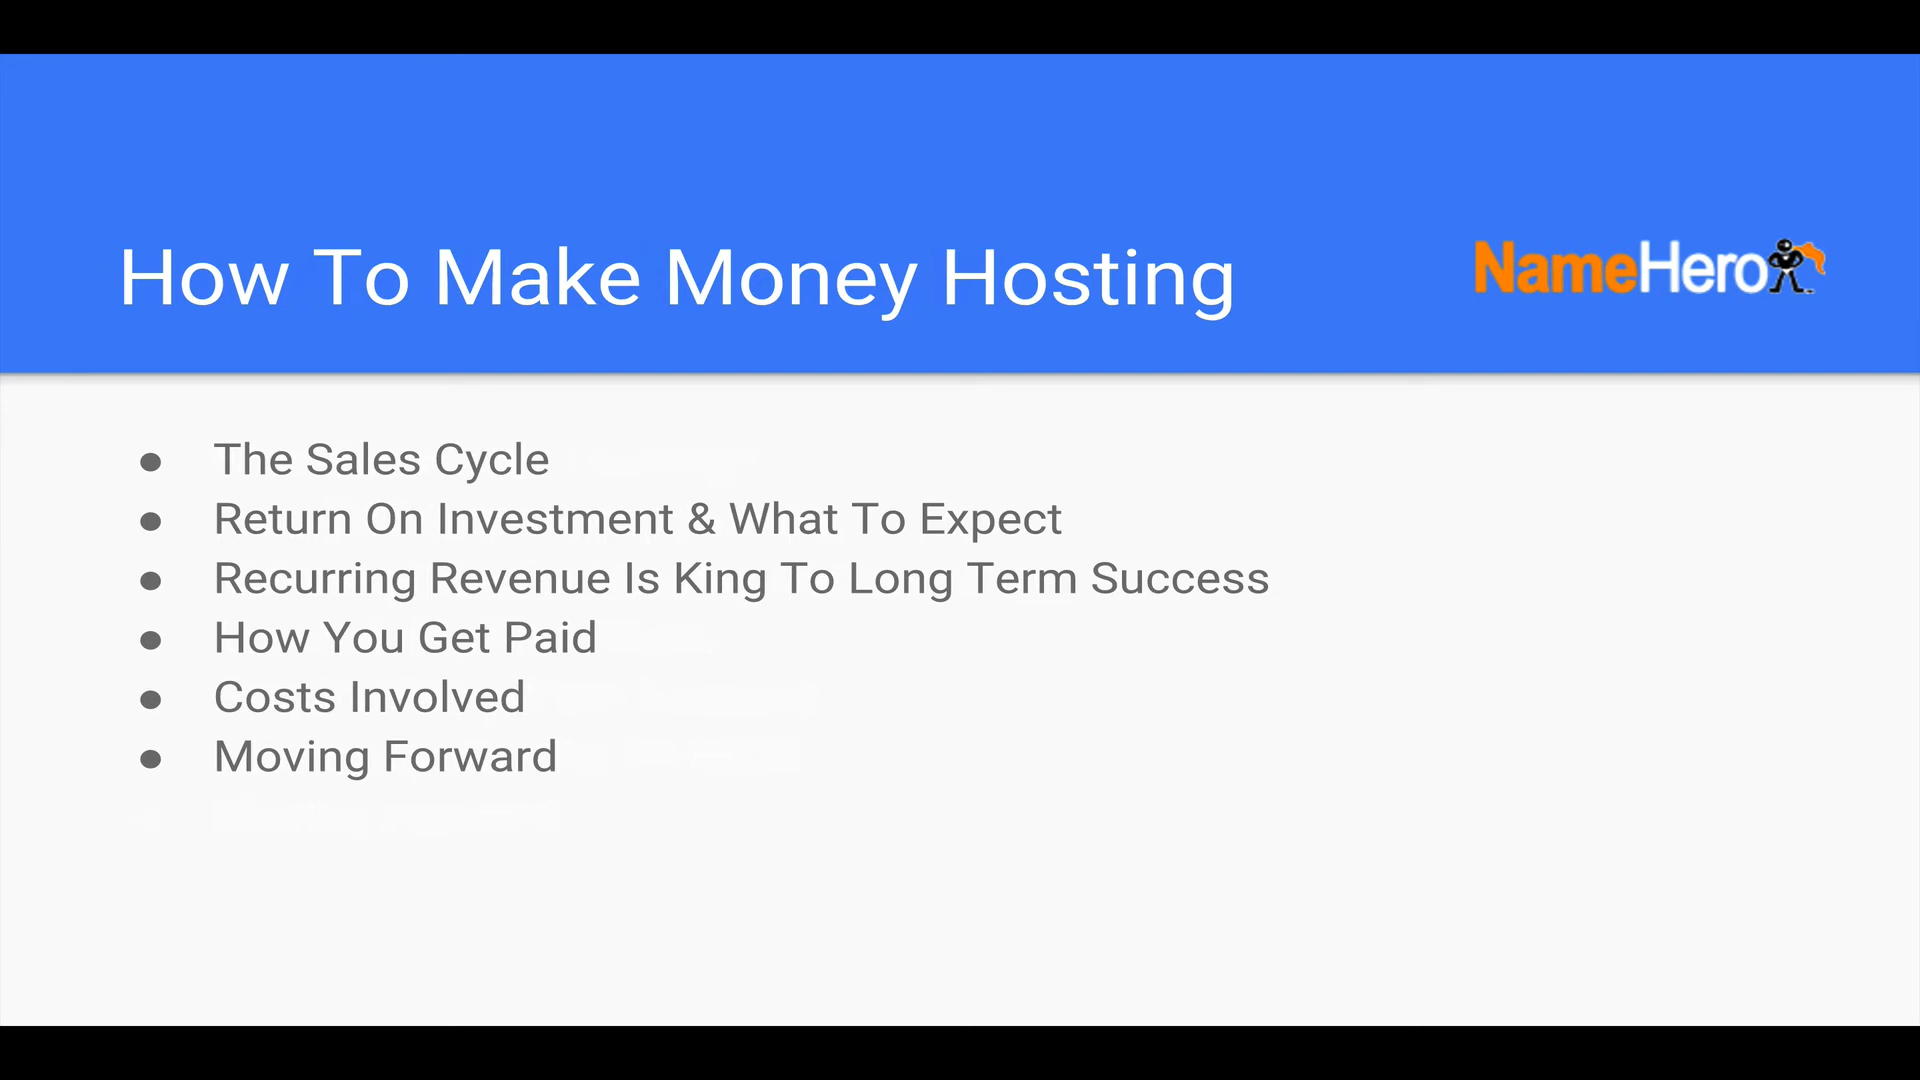 How To Make Money Hosting
NameHero
● The Sales Cycle
● Return On Investment & What To Expect
● Recurring Revenue Is King To Long Term Success
● How You Get Paid
● Costs Involved
● Moving Forward